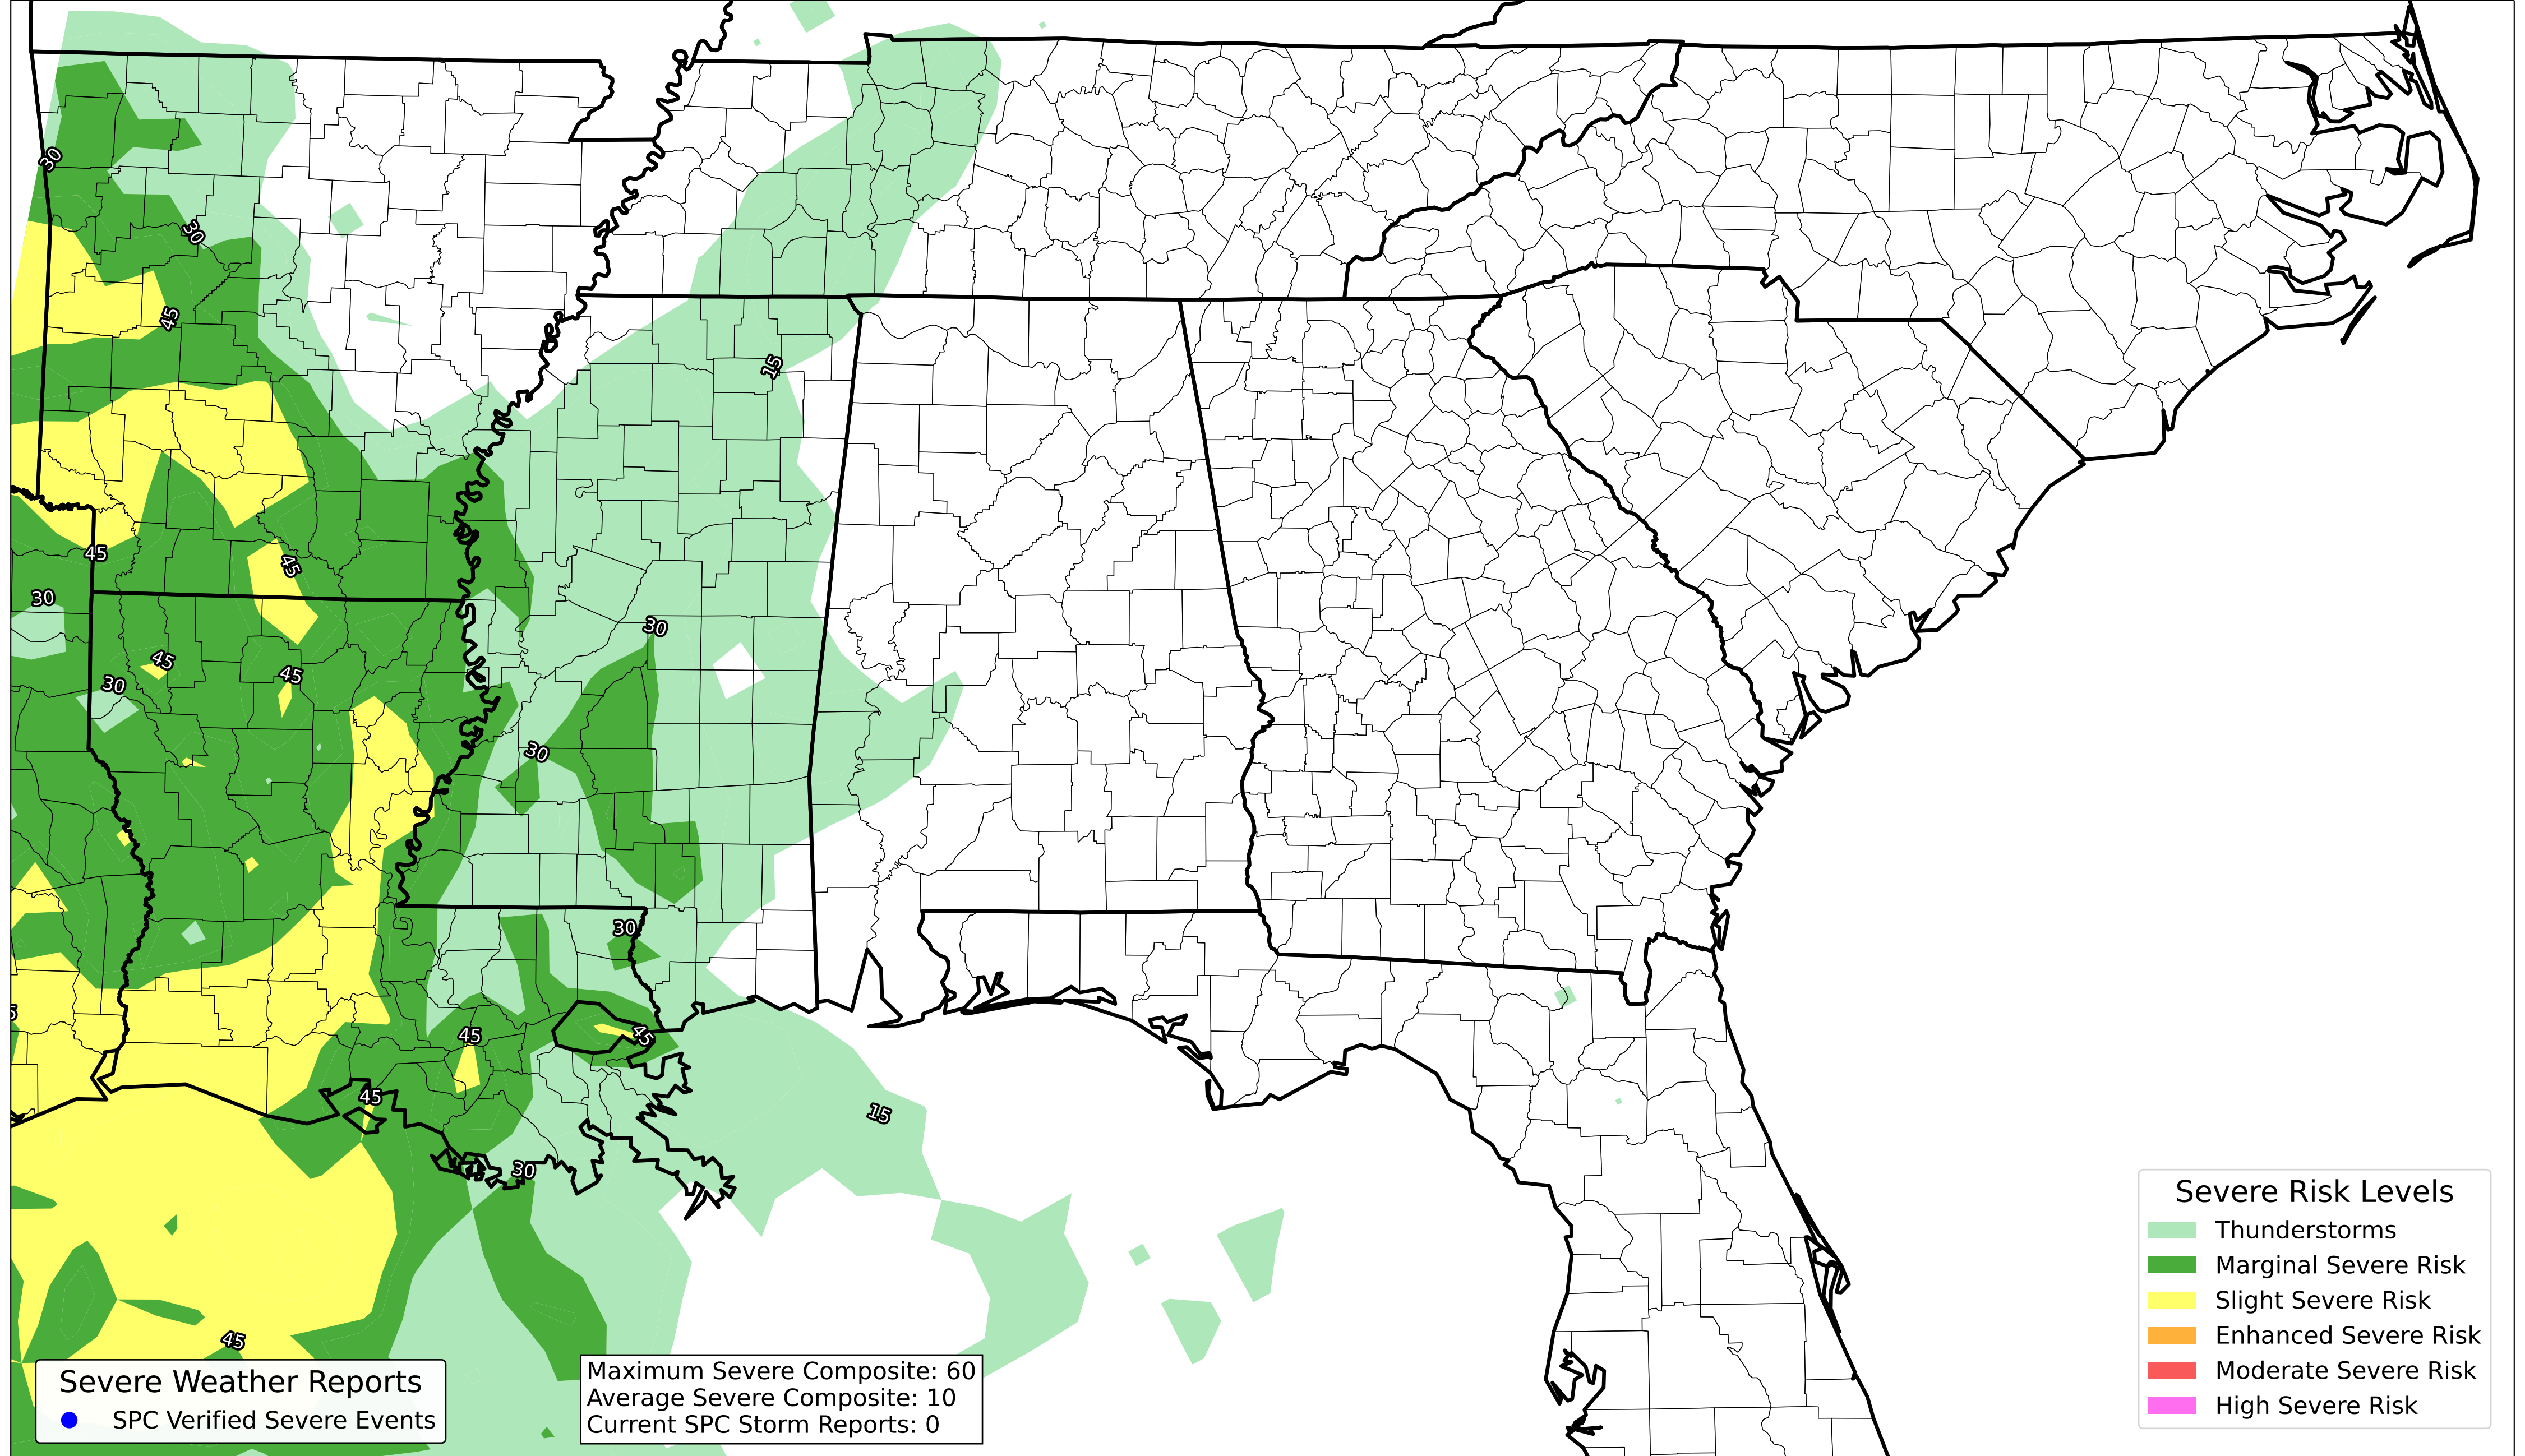 30
30
45
15
45
45
30
30
45
45
30
30
30
45
45
5
45
15
30
45
Severe Risk Levels
Thunderstorms
Marginal Severe Risk
Slight Severe Risk
Enhanced Severe Risk
Moderate Severe Risk
High Severe Risk
Severe Weather Reports
SPC Verified Severe Events
Maximum Severe Composite: 60
Average Severe Composite: 10
Current SPC Storm Reports: 0